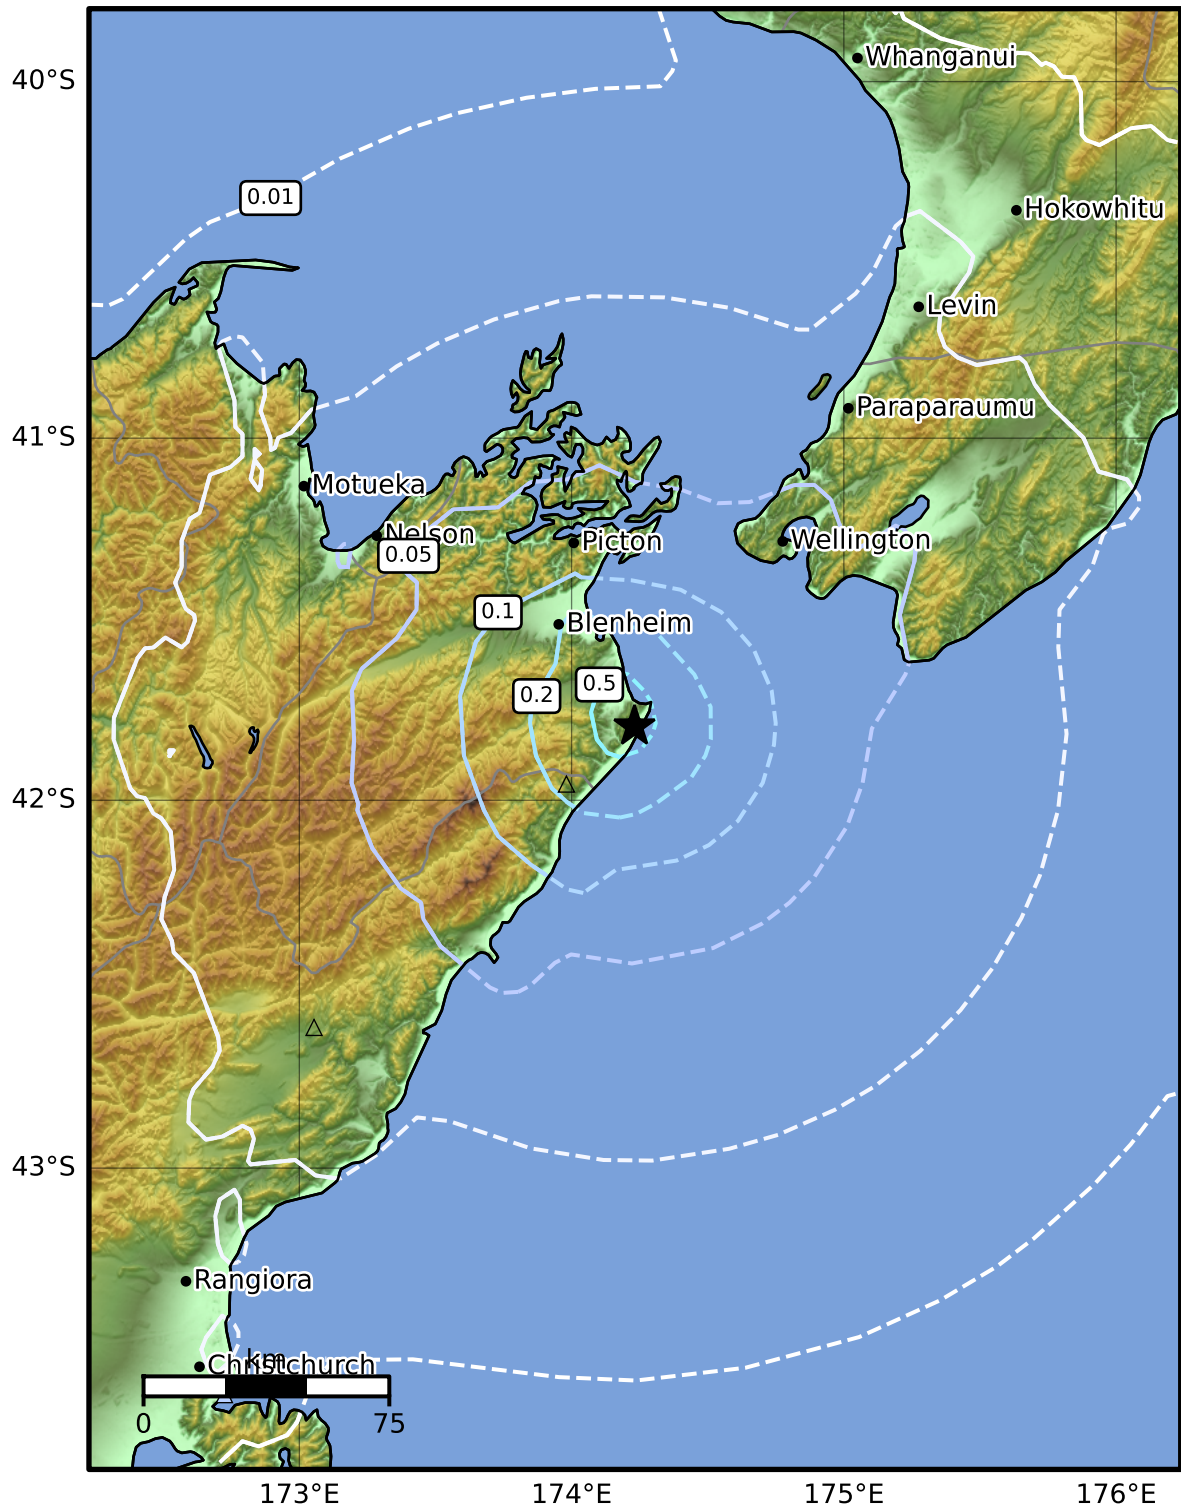 Whanganui
40°S
0.01
Hokowhitu
Levin
Paraparaumu
41°S
Motueka
Nelson
Picton
Wellington
0.05
0.1
Blenheim
0.5
0.2
42°S
43°S
Rangiora
km
Christchurch
0
75
173°E
174°E
175°E
176°E